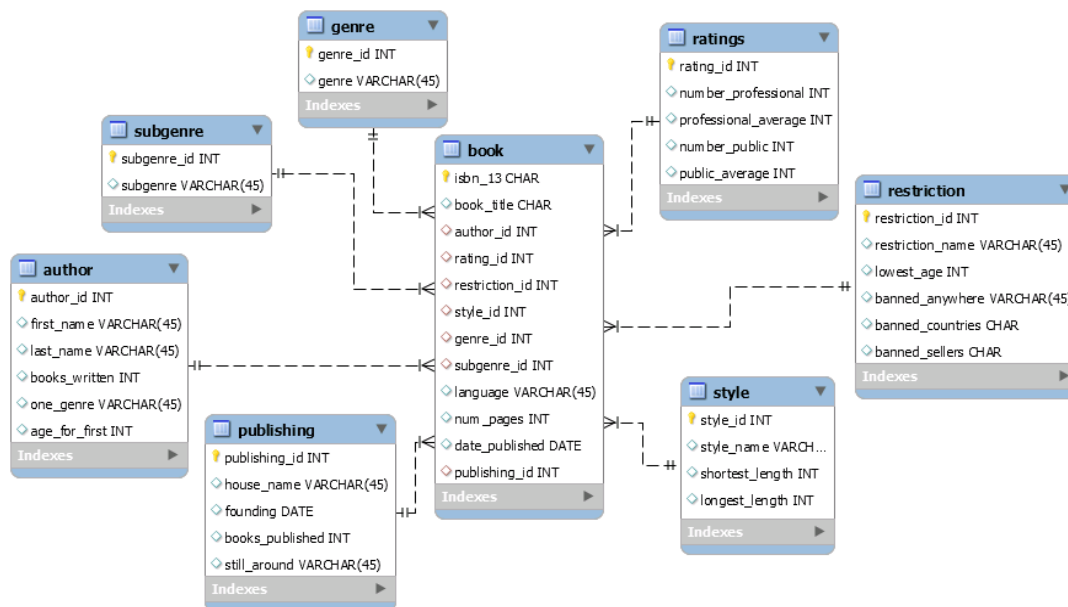 genre
genre_id INT
genre VARCHAR(45)
Indexes
ratings
rating_id INT
number_professional INT
professional_average INT
number_public INT
public_average INT
Indexes
subgenre
subgenre_id INT
subgenre VARCHAR(45)
Indexes
book
isbn_13 CHAR
book_title CHAR
author_id INT
rating_id INT
restriction_id INT
style_id INT
genre_id INT
subgenre_id INT
language VARCHAR(45)
num_pages INT
date_published DATE
publishing_id INT
Indexes
restriction
restriction_id INT
restriction_name VARCHAR(45)
lowest_age INT
banned_anywhere VARCHAR(45)
banned_countries CHAR
banned_sellers CHAR
Indexes
author
author_id INT
first_name VARCHAR(45)
last_name VARCHAR(45)
books_written INT
one_genre VARCHAR(45)
age_for_first INT
Indexes
publishing
publishing_id INT
house_name VARCHAR(45)
founding DATE
books_published INT
still_around VARCHAR(45)
Indexes
style
style_id INT
style_name VARCH...
shortest_length INT
longest_length INT
Indexes